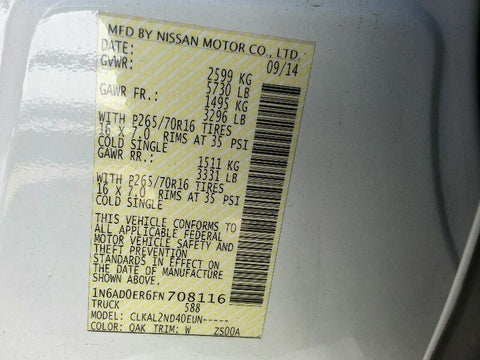 MFD BY NISSAN MOTOR CO., LTD.
DATE: 09/14
GVWR: 2599 KG
5730 LB
GAWR FR.: 1495 KG
3296 LB
WITH P265/70R16 TIRES
16 X 7.0 RIMS AT 35 PSI
COLD SINGLE
GAWR RR.: 1511 KG
3331 LB
WITH P265/70R16 TIRES
16 X 7.0 RIMS AT 35 PSI
COLD SINGLE
THIS VEHICLE CONFORMS TO
ALL APPLICABLE FEDERAL
MOTOR VEHICLE SAFETY AND
THEFT PREVENTION
STANDARDS IN EFFECT ON
THE DATE OF MANUFACTURE
SHOWN ABOVE.
1N6AD0ER6FN708116
TRUCK 588
MODEL: CLKAL2ND40EUN-----
COLOR: QAK TRIM: W ZS00A